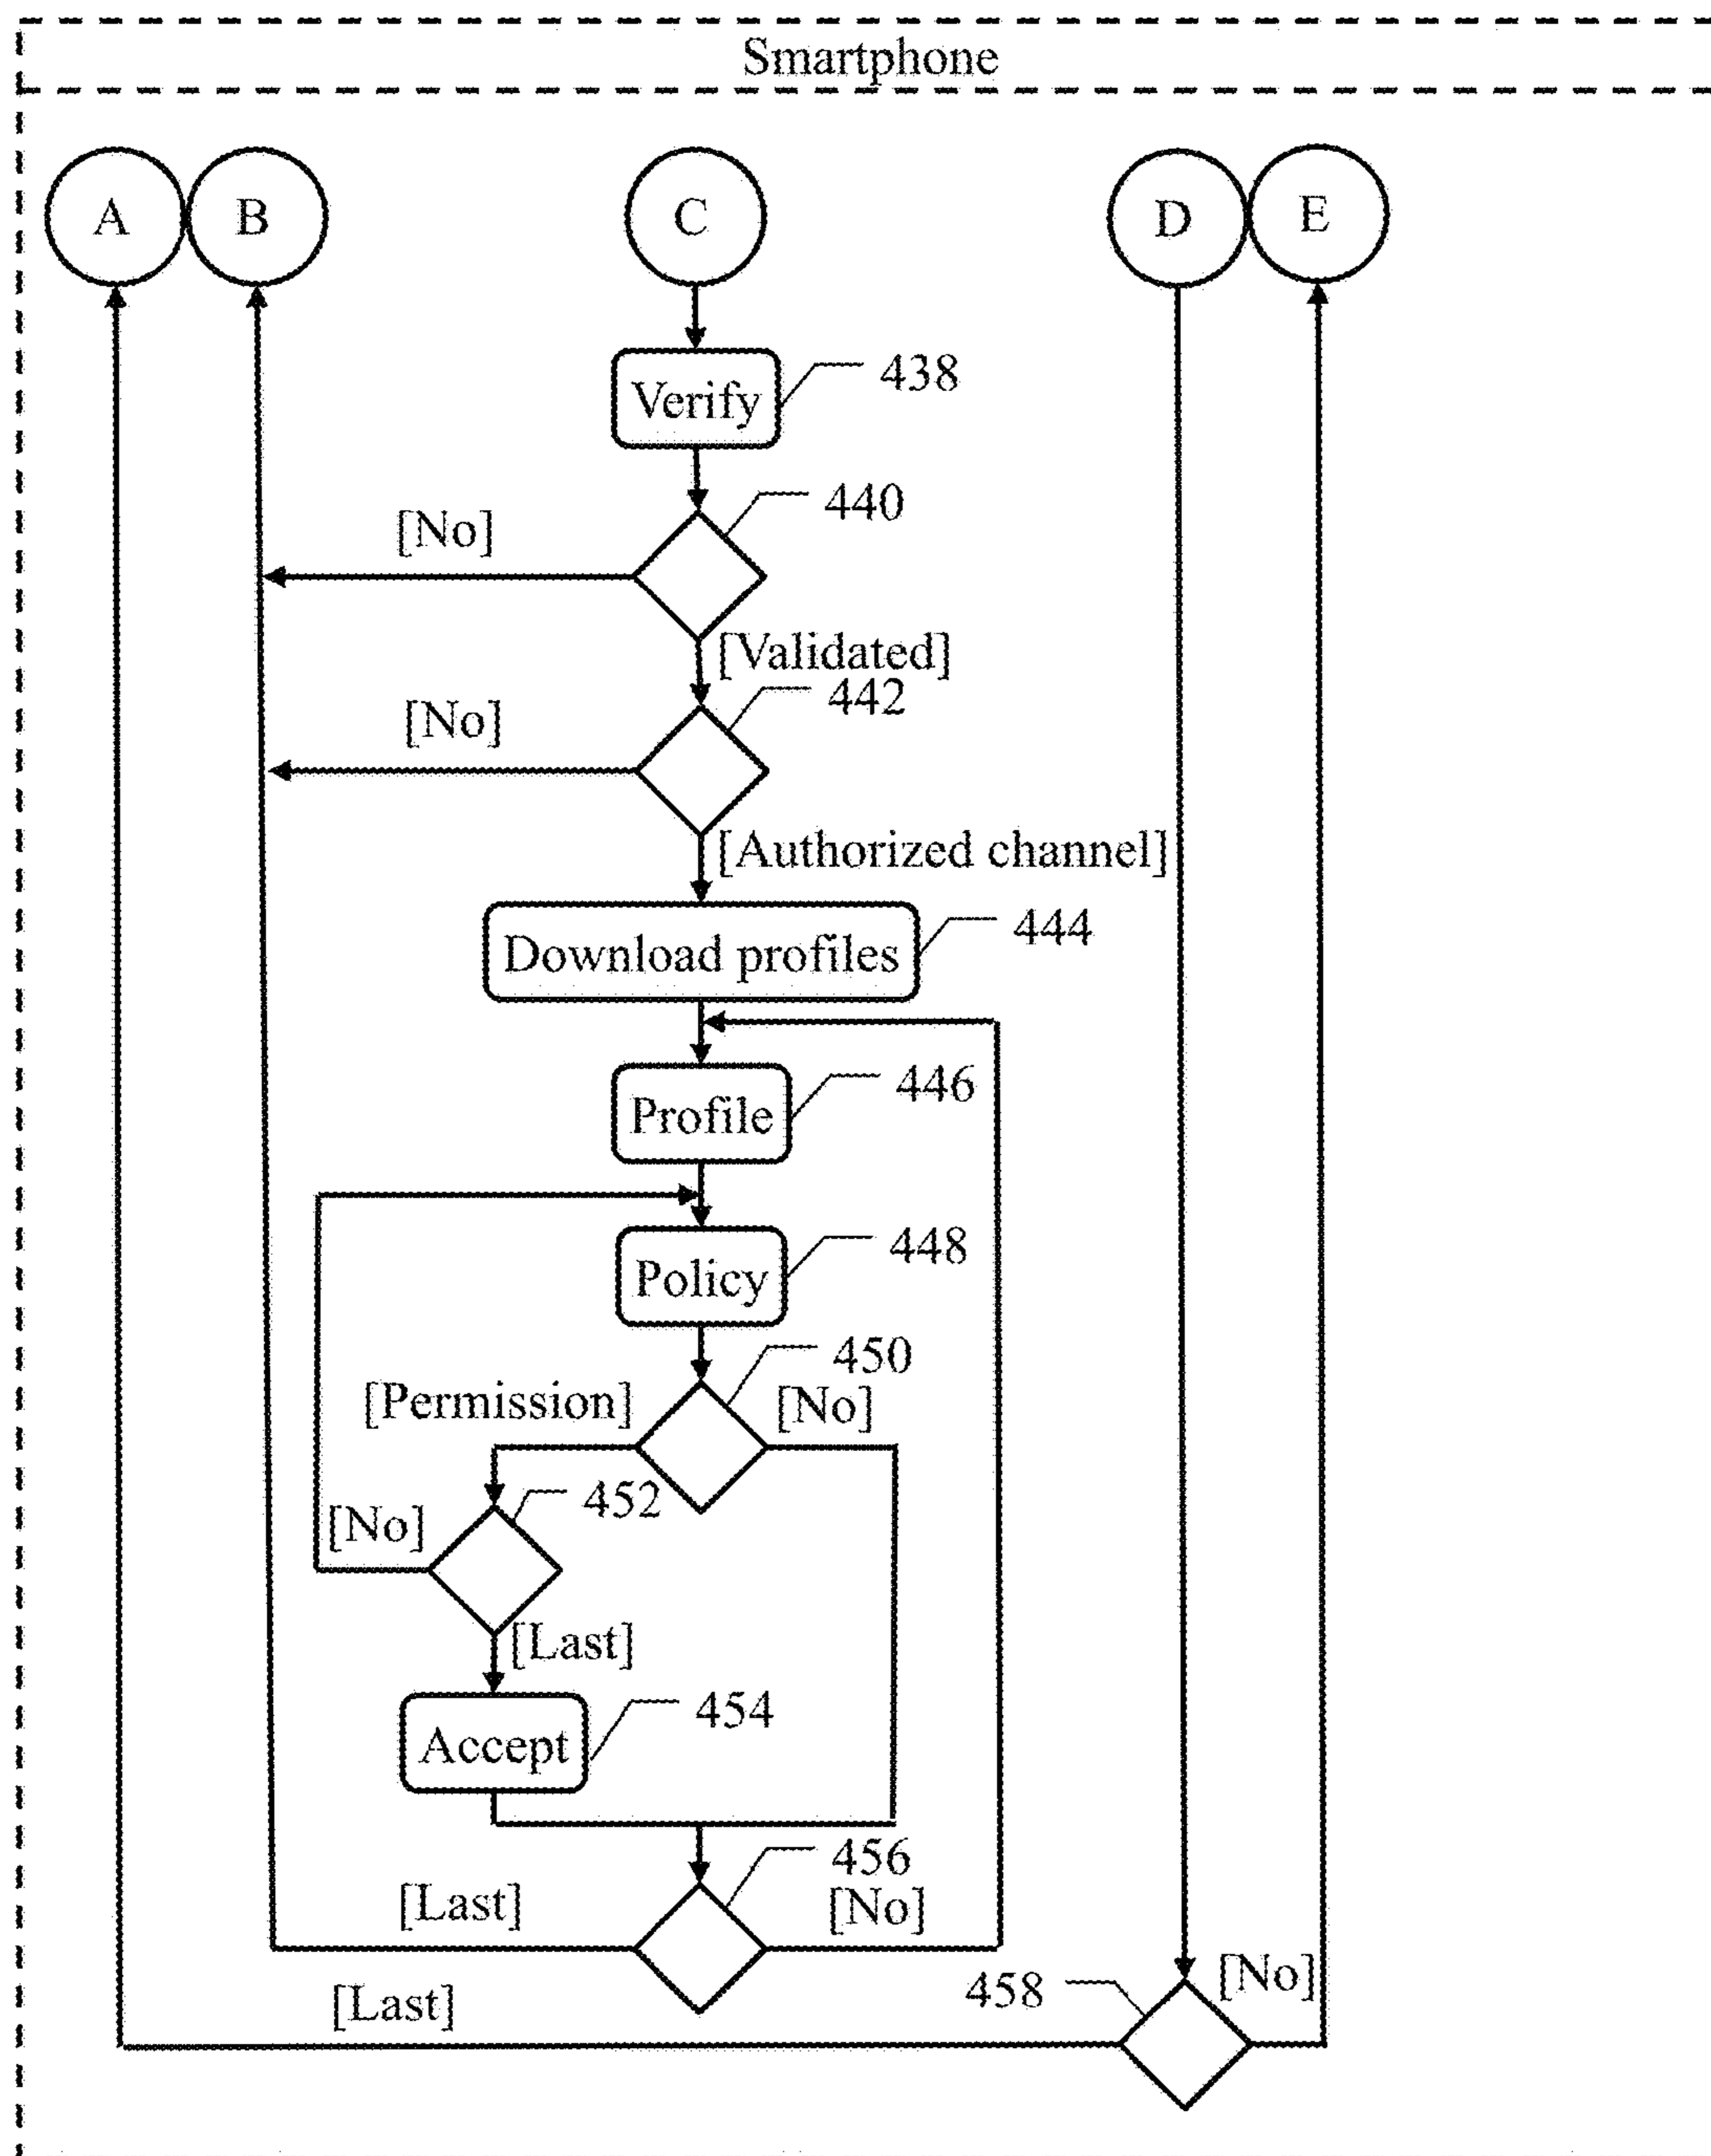 Smartphone
A B C D E
Verify 438
440
[No]
[Validated]
442
[No]
[Authorized channel]
Download profiles 444
Profile 446
Policy 448
450
[Permission] [No]
452
[No]
[Last]
Accept 454
456
[Last] [No]
458 [No]
[Last]